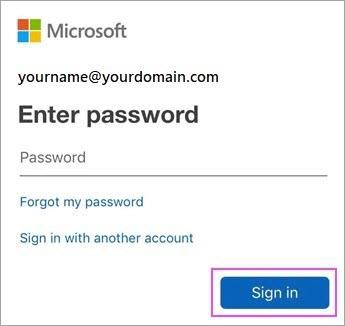 Microsoft
yourname@yourdomain.com
Enter password
Password
Forgot my password
Sign in with another account
Sign in